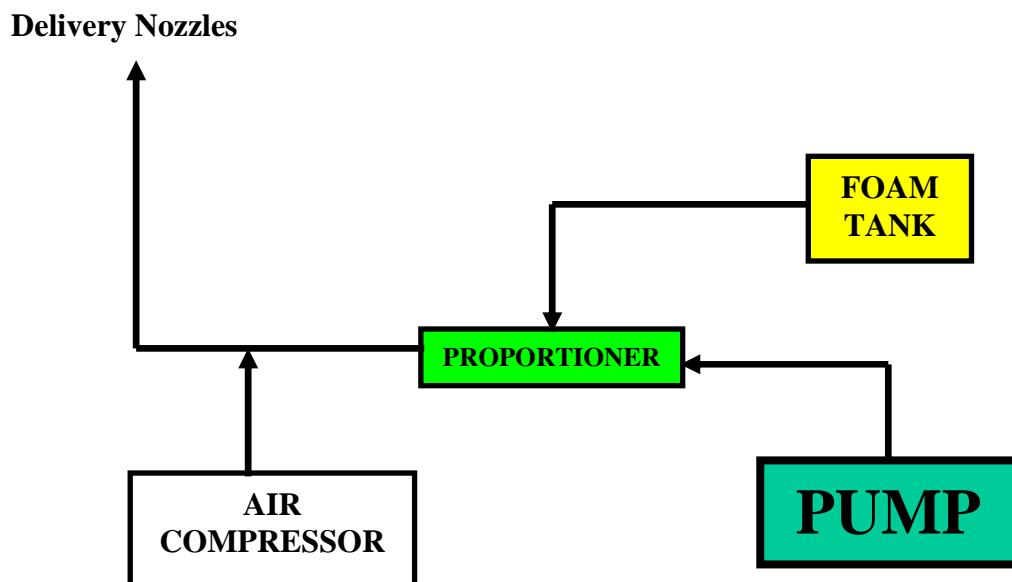 Delivery Nozzles
FOAM
TANK
PROPORTIONER
AIR
COMPRESSOR
PUMP